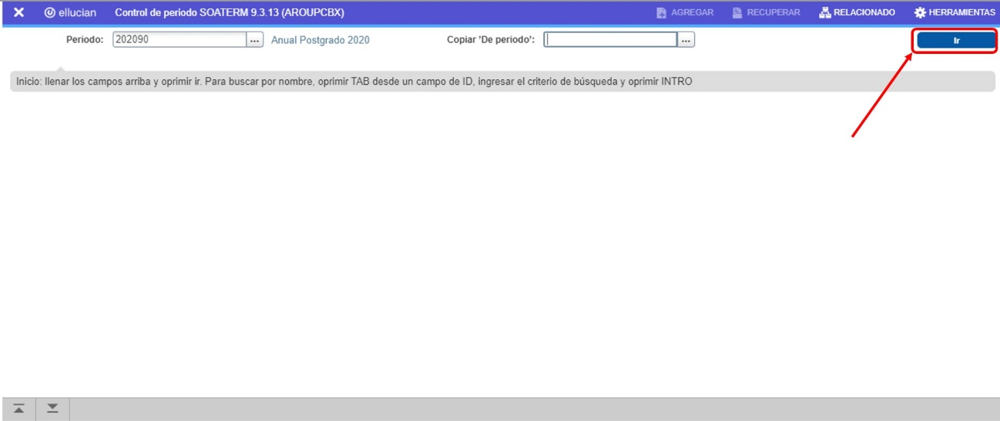 ellucian Control de periodo SOATERM 9.3.13 (AROUPCBX) AGREGAR RECUPERAR RELACIONADO HERRAMIENTAS
Periodo: 202090 ... Anual Postgrado 2020 Copiar 'De periodo': ... Ir
Inicio: llenar los campos arriba y oprimir ir. Para buscar por nombre, oprimir TAB desde un campo de ID, ingresar el criterio de búsqueda y oprimir INTRO